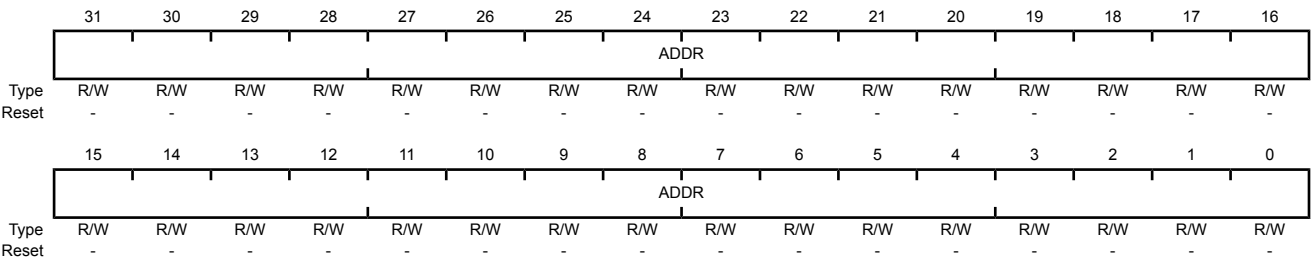 31 30 29 28 27 26 25 24 23 22 21 20 19 18 17 16
ADDR
Type R/W R/W R/W R/W R/W R/W R/W R/W R/W R/W R/W R/W R/W R/W R/W R/W
Reset - - - - - - - - - - - - - - - -
15 14 13 12 11 10 9 8 7 6 5 4 3 2 1 0
ADDR
Type R/W R/W R/W R/W R/W R/W R/W R/W R/W R/W R/W R/W R/W R/W R/W R/W
Reset - - - - - - - - - - - - - - - -